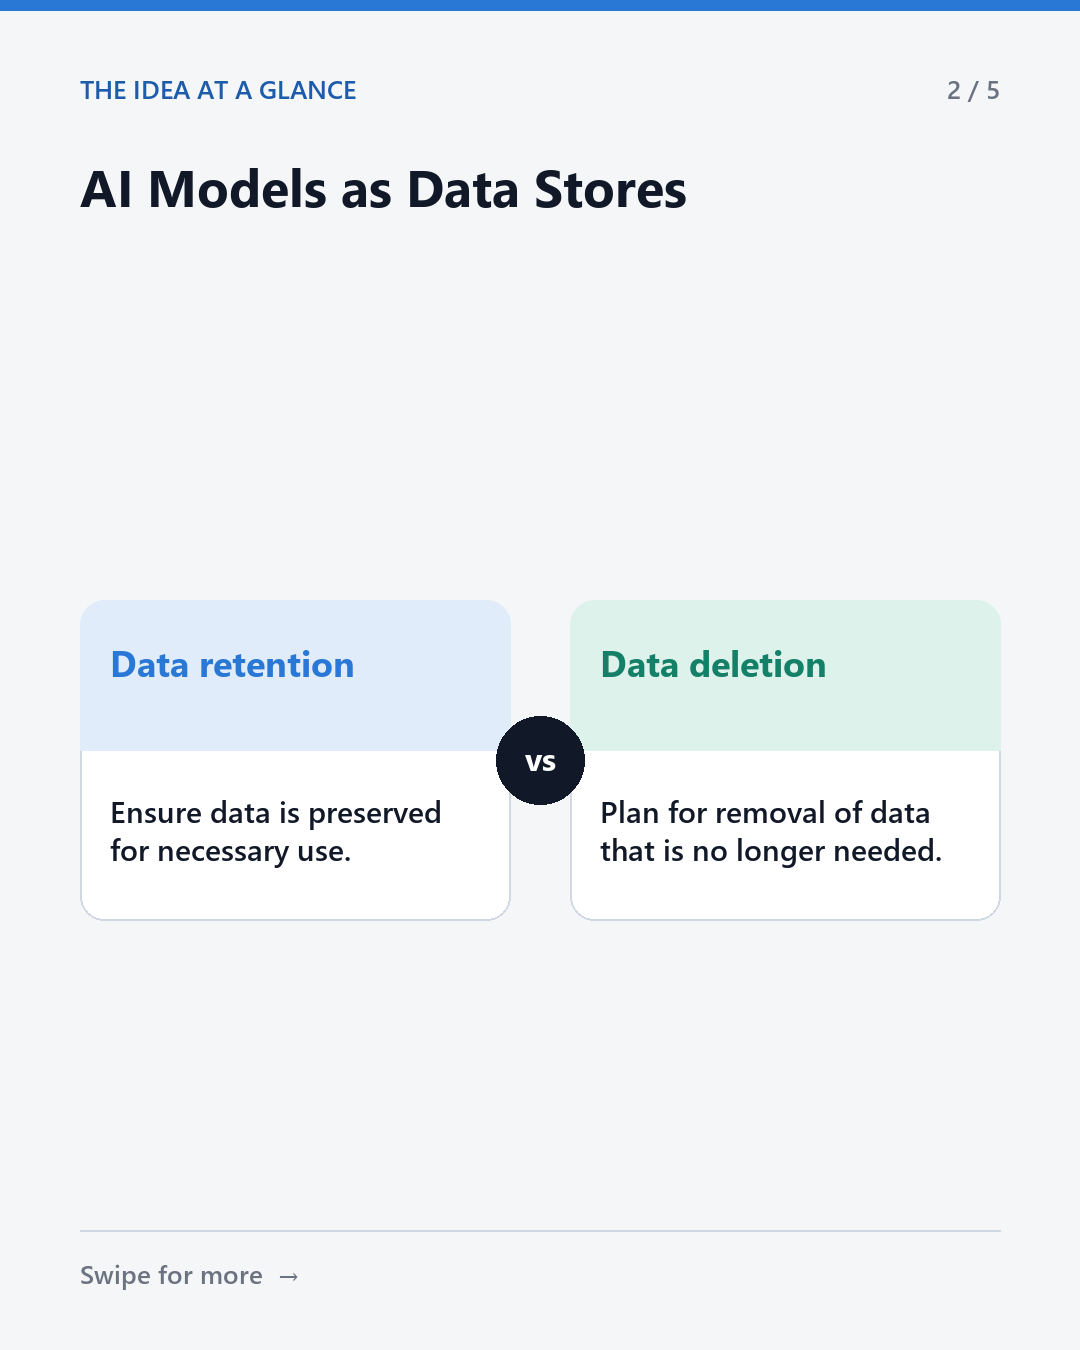 THE IDEA AT A GLANCE
2 / 5
AI Models as Data Stores
Data retention
Data deletion
vs
Ensure data is preserved
for necessary use.
Plan for removal of data
that is no longer needed.
Swipe for more →